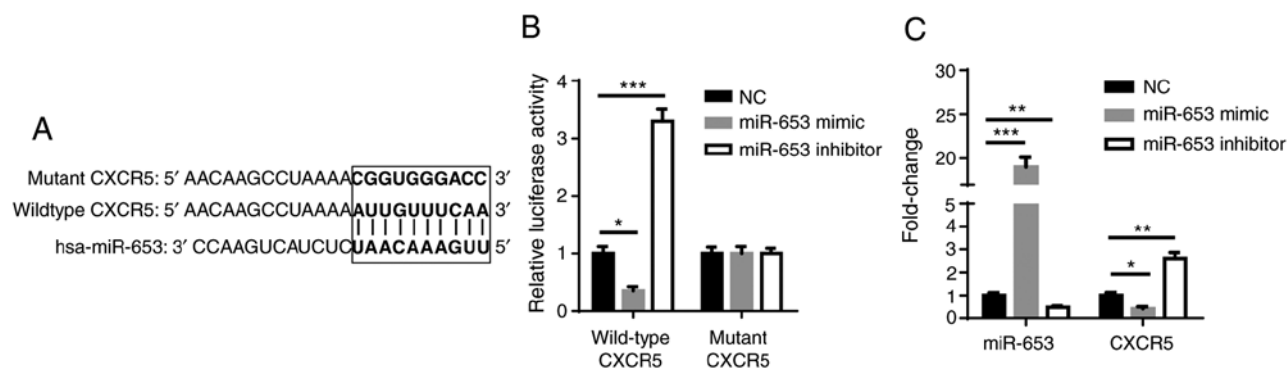 A
Mutant CXCR5: 5′ AACAAGCCUAAAACGGUGGGACC 3′
Wildtype CXCR5: 5′ AACAAGCCUAAAAAUUGUUUCAA 3′
hsa-miR-653: 3′ CCAAGUCAUCUCUAACAAAGUU 5′
B
Relative luciferase activity
4
3
2
1
0
***
*
NC
miR-653 mimic
miR-653 inhibitor
Wild-type
CXCR5
Mutant
CXCR5
C
Fold-change
30
25
20
5
4
3
2
1
0
**
***
**
*
NC
miR-653 mimic
miR-653 inhibitor
miR-653
CXCR5